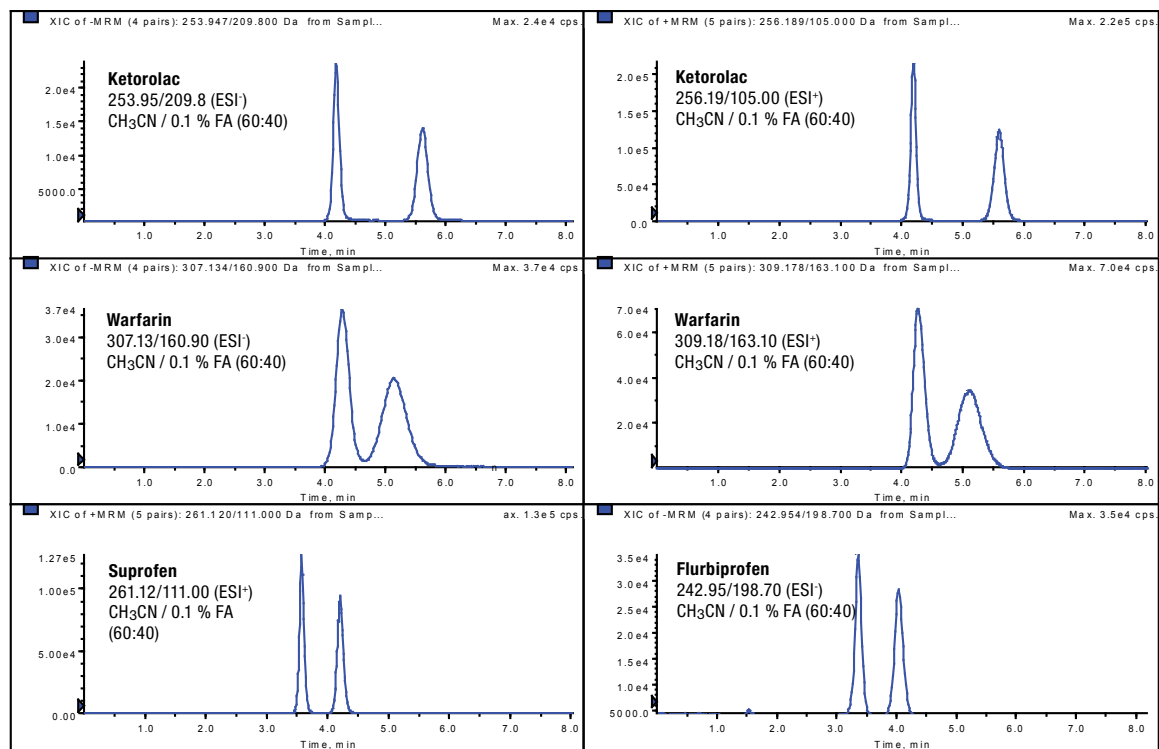 XIC of -MRM (4 pairs): 253.947/209.800 Da from Sampl... Max. 2.4e4 cps.
Ketorolac
253.95/209.8 (ESI⁻)
CH₃CN / 0.1 % FA (60:40)
2.0e4
1.5e4
1.0e4
5000.0
1.0 2.0 3.0 4.0 5.0 6.0 7.0 8.0
Time, min
XIC of +MRM (5 pairs): 256.189/105.000 Da from Sampl... Max. 2.2e5 cps.
Ketorolac
256.19/105.00 (ESI⁺)
CH₃CN / 0.1 % FA (60:40)
2.0e5
1.5e5
1.0e5
5.0e4
0.0
1.0 2.0 3.0 4.0 5.0 6.0 7.0 8.0
Time, min
XIC of -MRM (4 pairs): 307.134/160.900 Da from Sampl... Max. 3.7e4 cps.
Warfarin
307.13/160.90 (ESI⁻)
CH₃CN / 0.1 % FA (60:40)
3.7e4
3.0e4
2.0e4
1.0e4
0.0
1.0 2.0 3.0 4.0 5.0 6.0 7.0 8.0
Time, min
XIC of +MRM (5 pairs): 309.178/163.100 Da from Sampl... Max. 7.0e4 cps.
Warfarin
309.18/163.10 (ESI⁺)
CH₃CN / 0.1 % FA (60:40)
7.0e4
6.0e4
4.0e4
2.0e4
1.0 2.0 3.0 4.0 5.0 6.0 7.0 8.0
Time, min
XIC of +MRM (5 pairs): 261.120/111.000 Da from Samp... ax. 1.3e5 cps.
Suprofen
261.12/111.00 (ESI⁺)
CH₃CN / 0.1 % FA
(60:40)
1.27e5
1.00e5
5.00e4
0.00
1.0 2.0 3.0 4.0 5.0 6.0 7.0 8.0
Time, min
XIC of -MRM (4 pairs): 242.954/198.700 Da from Sampl... Max. 3.5e4 cps.
Flurbiprofen
242.95/198.70 (ESI⁻)
CH₃CN / 0.1 % FA (60:40)
3.5e4
3.0e4
2.5e4
2.0e4
1.5e4
1.0e4
5000.0
1.0 2.0 3.0 4.0 5.0 6.0 7.0 8.0
Time, min